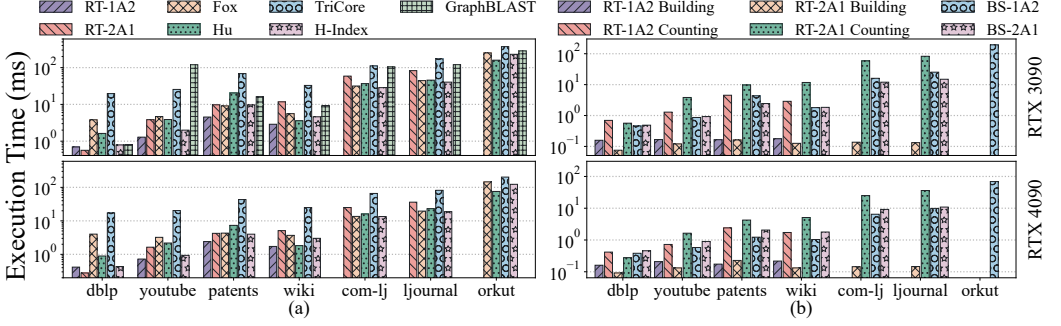 RT-1A2 Fox TriCore GraphBLAST
RT-2A1 Hu H-Index
RT-1A2 Building RT-2A1 Building BS-1A2
RT-1A2 Counting RT-2A1 Counting BS-2A1
Execution Time (ms)
10²
10¹
10⁰
10²
10¹
10⁰
dblp youtube patents wiki com-lj ljournal orkut
(a)
10²
10¹
10⁰
10⁻¹
RTX 3090
10²
10¹
10⁰
10⁻¹
RTX 4090
dblp youtube patents wiki com-lj ljournal orkut
(b)